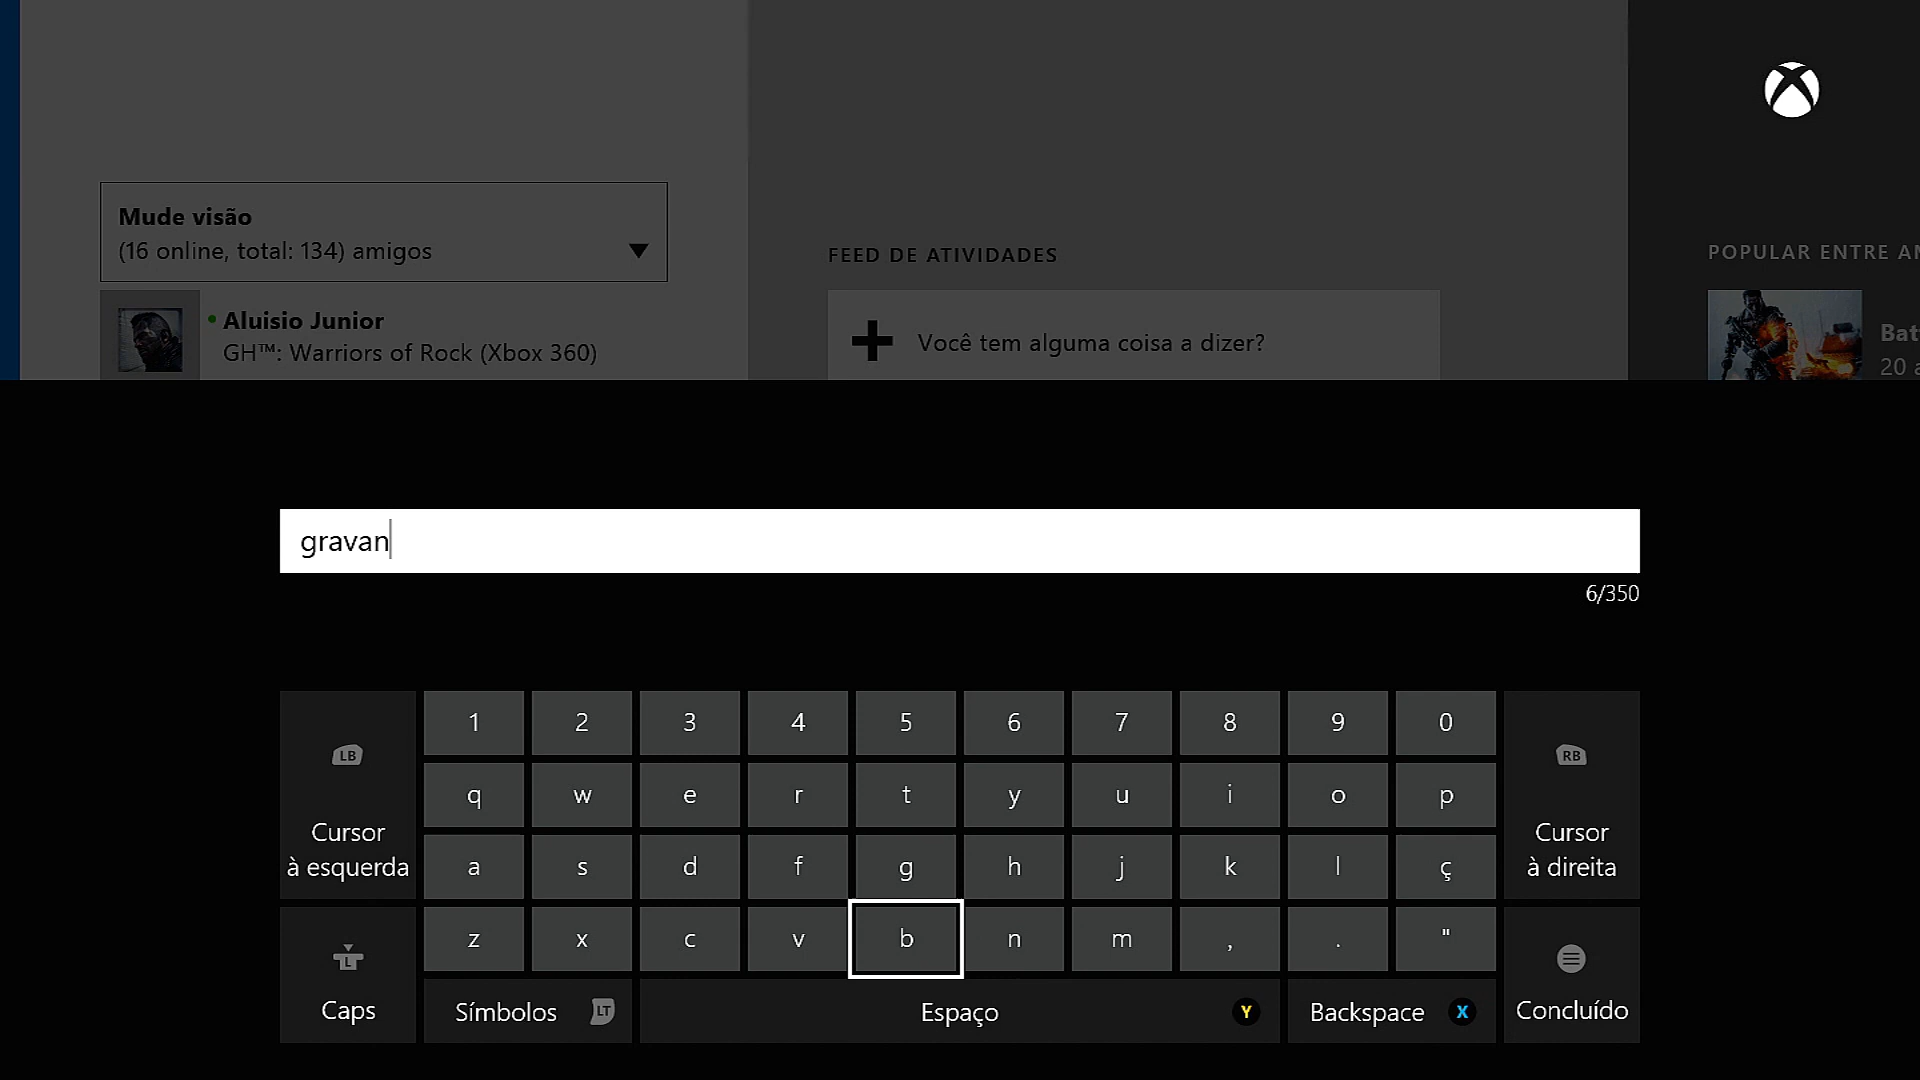 Mude visão
(16 online, total: 134) amigos
Aluisio Junior
GH™: Warriors of Rock (Xbox 360)
FEED DE ATIVIDADES
Você tem alguma coisa a dizer?
POPULAR ENTRE
20
gravan
6/350
LB
Cursor
à esquerda
1 2 3 4 5 6 7 8 9 0
q w e r t y u i o p
a s d f g h j k l ç
z x c v b n m , . "
RB
Cursor
à direita
L
Caps
Símbolos LT
Espaço Y
Backspace X
Concluído